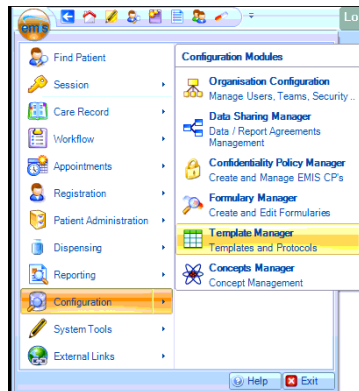 emis
Lo
Find Patient
Session
Care Record
Workflow
Appointments
Registration
Patient Administration
Dispensing
Reporting
Configuration
System Tools
External Links
Configuration Modules
Organisation Configuration
Manage Users, Teams, Security ..
Data Sharing Manager
Data / Report Agreements
Management
Confidentiality Policy Manager
Create and Manage EMIS CP's
Formulary Manager
Create and Edit Formularies
Template Manager
Templates and Protocols
Concepts Manager
Concept Management
Help
Exit